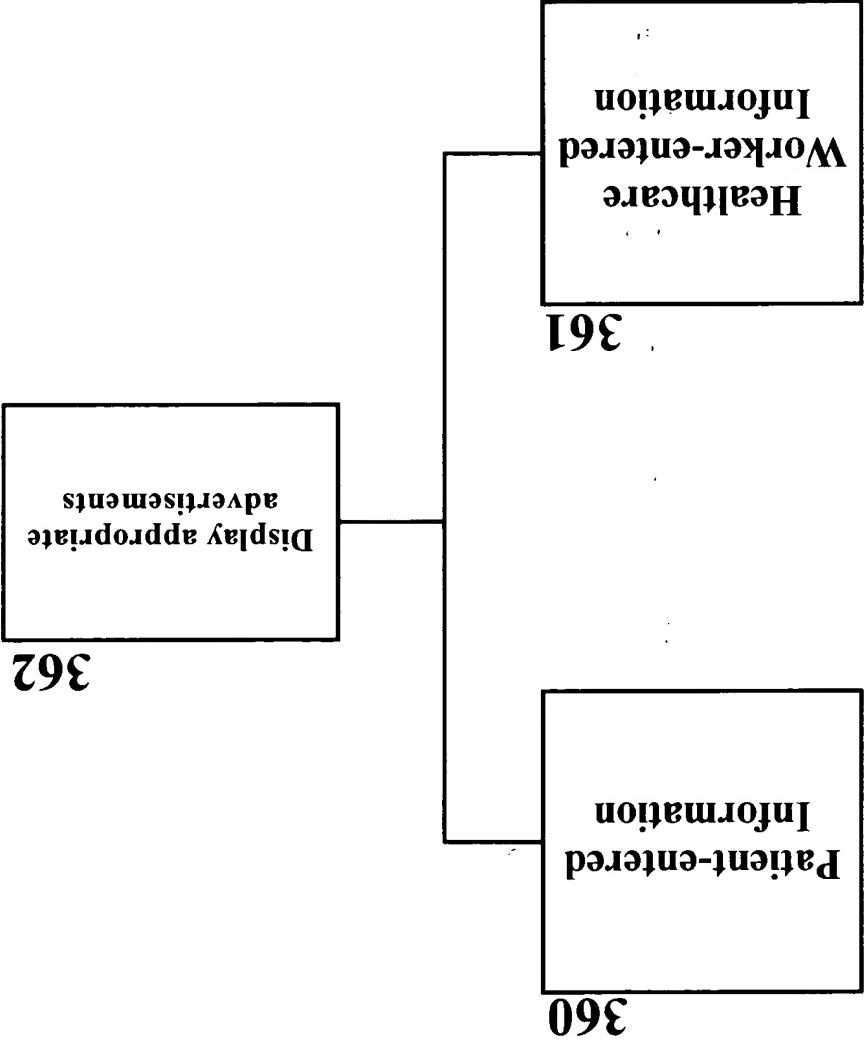 360
Patient-entered
Information
362
Display appropriate
advertisements
361
Healthcare
Worker-entered
Information